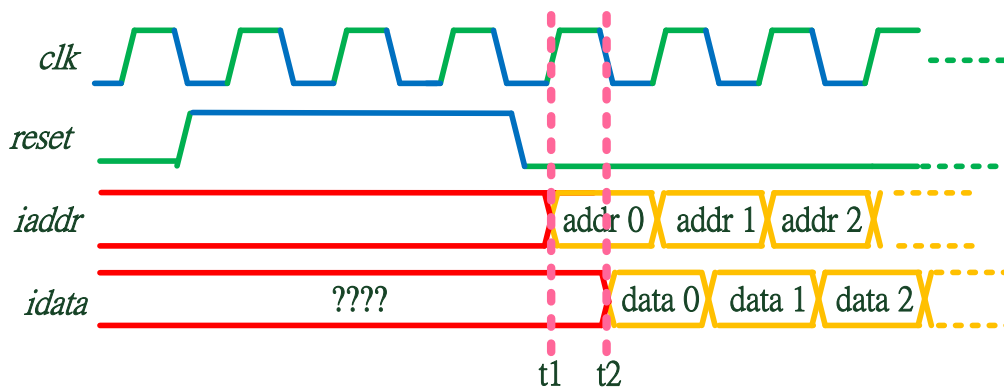 clk
reset
iaddr addr 0 addr 1 addr 2
idata ???? data 0 data 1 data 2
t1 t2